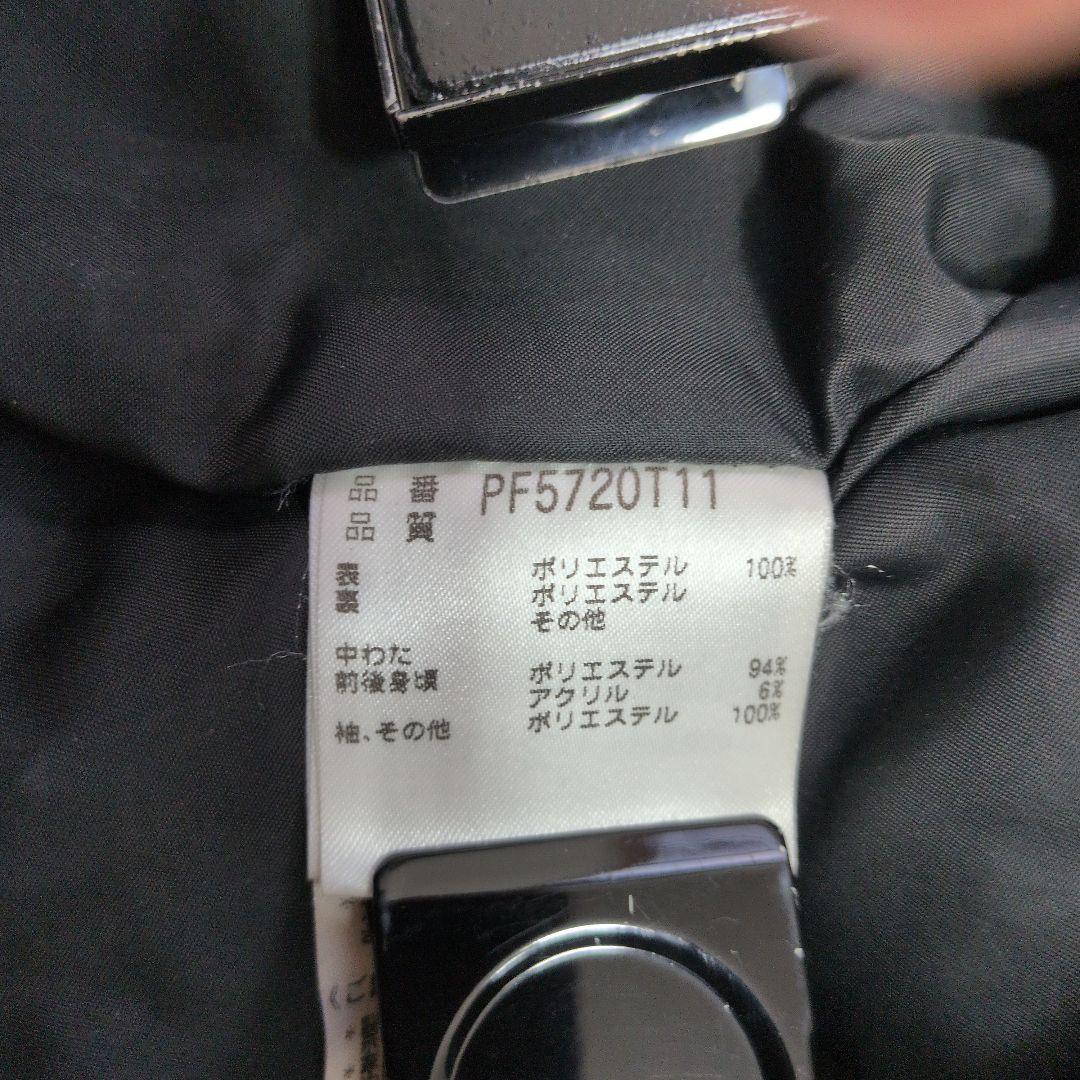 品 番 PF5720T11
品 質
表 ポリエステル 100%
裏 ポリエステル
その他
中わた
前後身頃 ポリエステル 94%
アクリル 6%
袖、その他 ポリエステル 100%